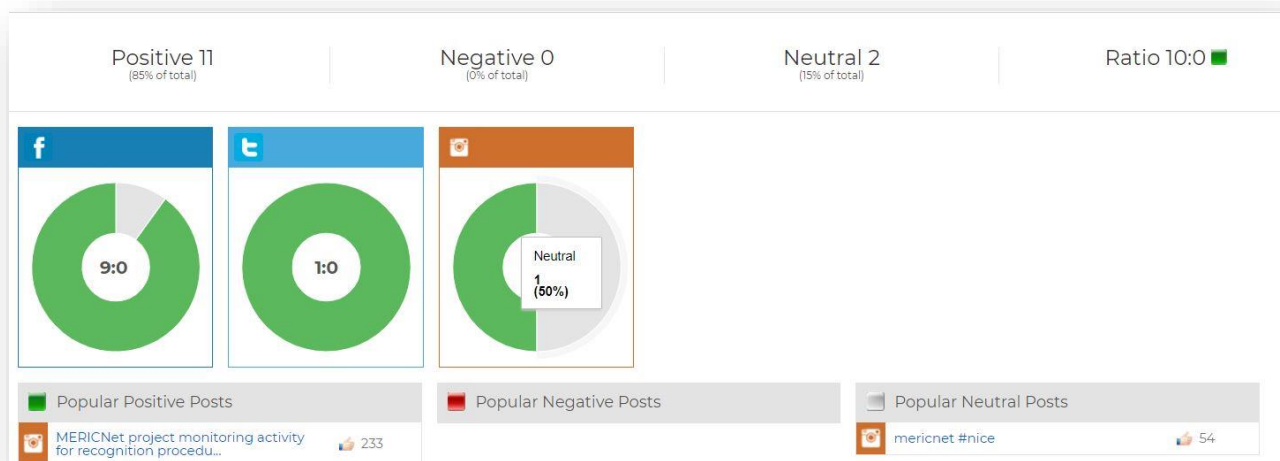 Positive 11
(85% of total)
Negative 0
(0% of total)
Neutral 2
(15% of total)
Ratio 10:0
9:0
1:0
Neutral
1
(50%)
Popular Positive Posts
MERICNet project monitoring activity
for recognition procedu...
233
Popular Negative Posts
Popular Neutral Posts
mericnet #nice
54